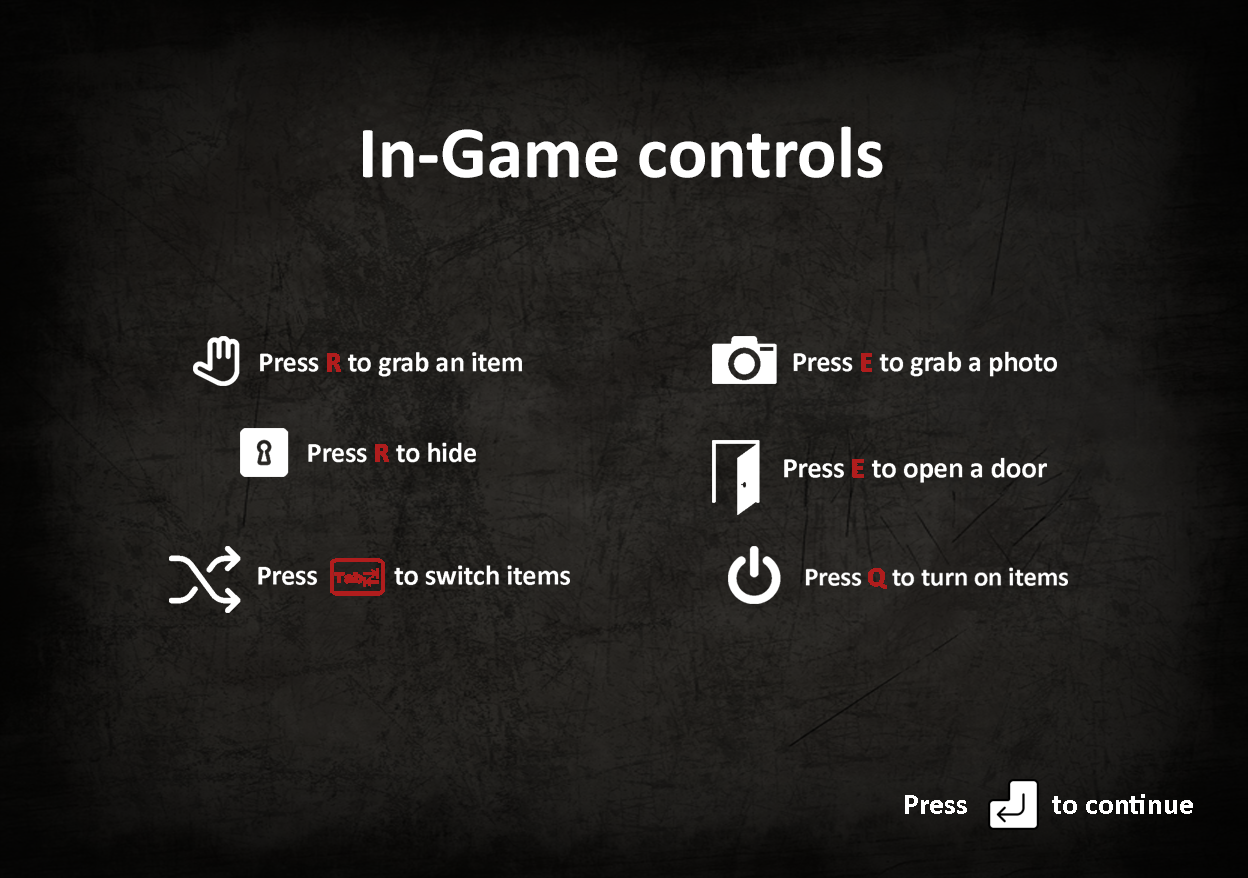 In-Game controls
Press R to grab an item
Press E to grab a photo
Press R to hide
Press E to open a door
Press Tab to switch items
Press Q to turn on items
Press to continue